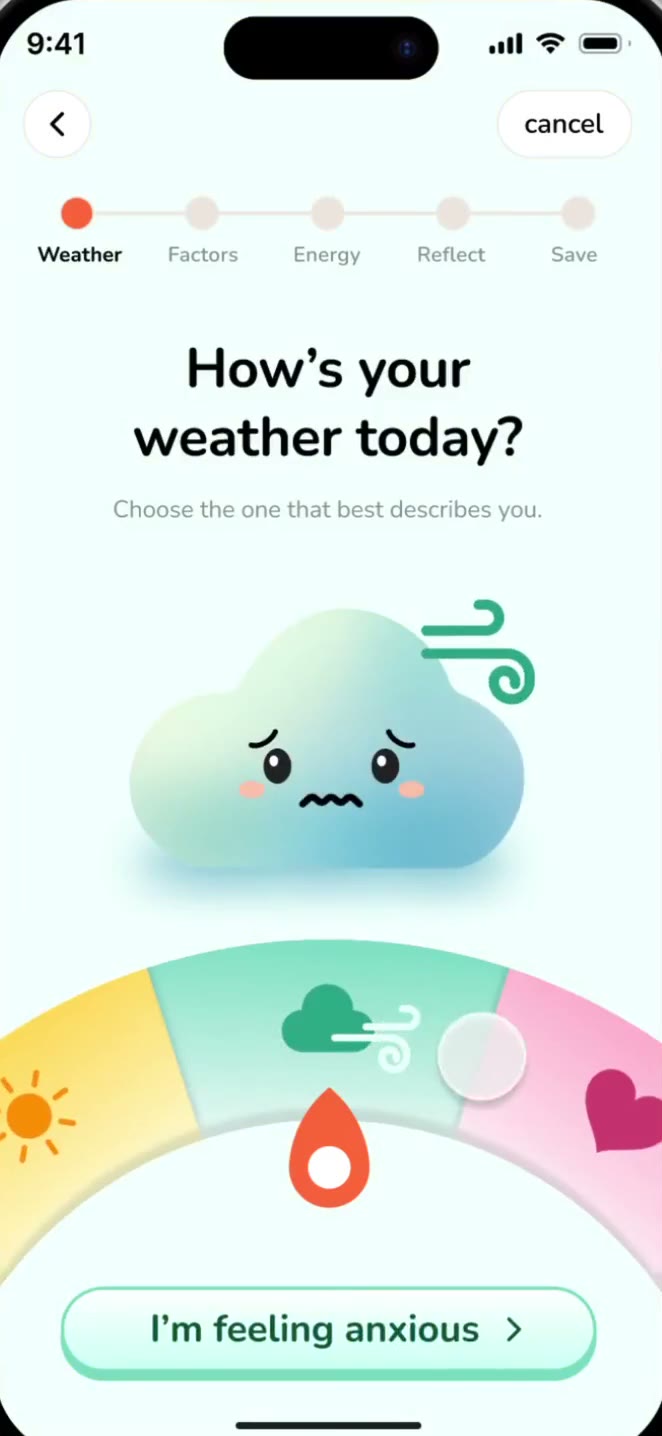 9:41
cancel
Weather Factors Energy Reflect Save
How’s your
weather today?
Choose the one that best describes you.
I’m feeling anxious